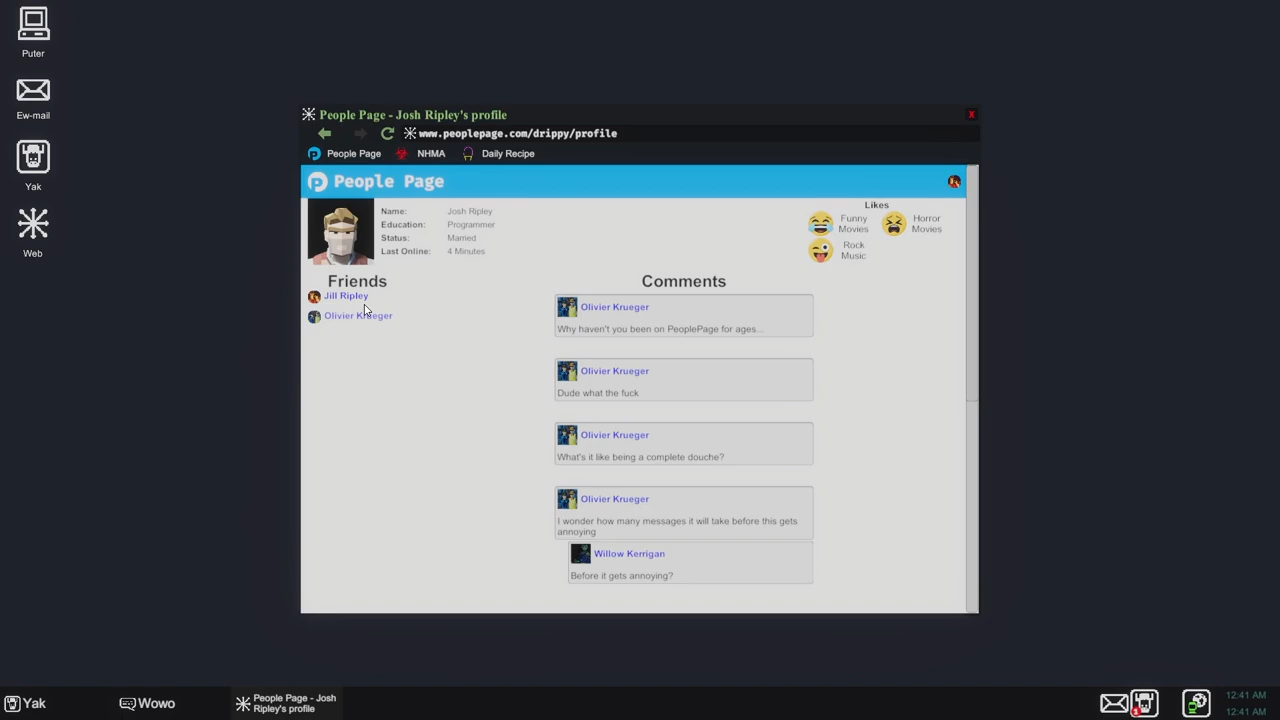 Puter
Ew-mail
Yak
Web
People Page - Josh Ripley's profile
X
www.peoplepage.com/drippy/profile
People Page
NHMA
Daily Recipe
People Page
Name: Josh Ripley
Education: Programmer
Status: Married
Last Online: 4 Minutes
Likes
Funny Movies
Horror Movies
Rock Music
Friends
Jill Ripley
Olivier Krueger
Comments
Olivier Krueger
Why haven't you been on PeoplePage for ages...
Olivier Krueger
Dude what the fuck
Olivier Krueger
What's it like being a complete douche?
Olivier Krueger
I wonder how many messages it will take before this gets
annoying
Willow Kerrigan
Before it gets annoying?
Yak
Wowo
People Page - Josh
Ripley's profile
1
12:41 AM
12:41 AM